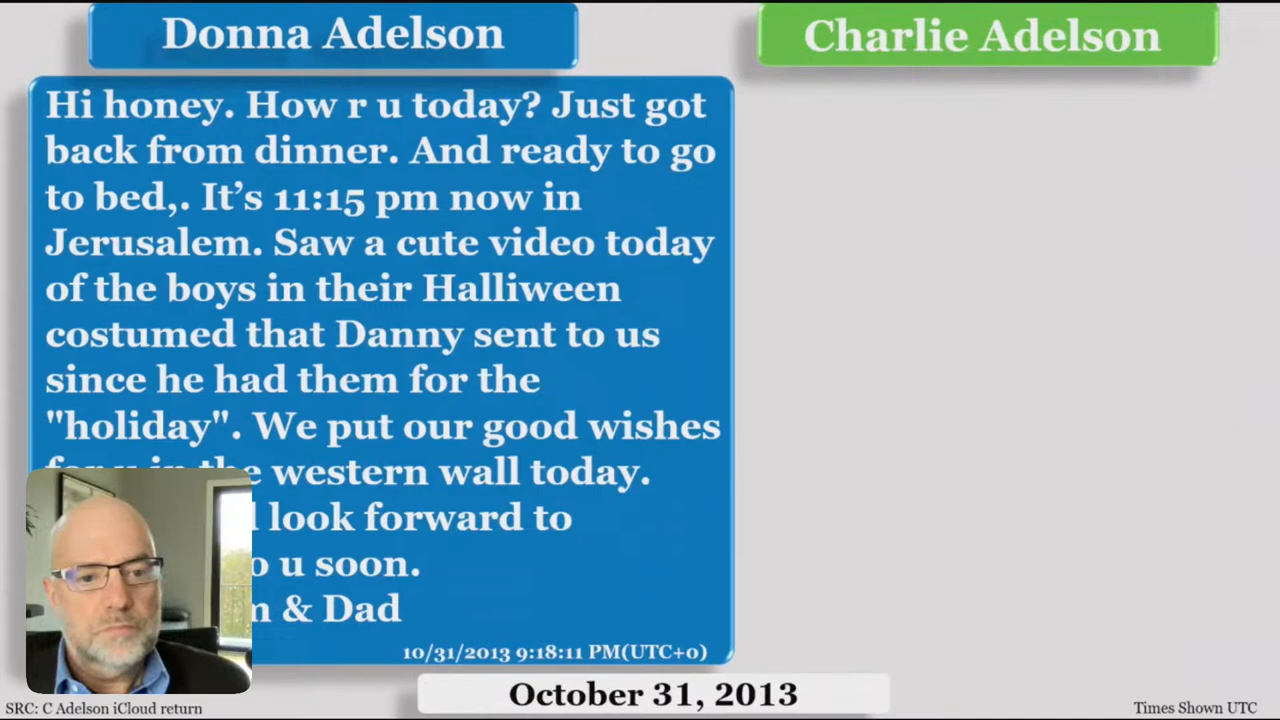 Donna Adelson
Charlie Adelson
Hi honey. How r u today? Just got
back from dinner. And ready to go
to bed,. It's 11:15 pm now in
Jerusalem. Saw a cute video today
of the boys in their Halliween
costumed that Danny sent to us
since he had them for the
"holiday". We put our good wishes
for u in the western wall today.
look forward to
u soon.
& Dad
10/31/2013 9:18:11 PM(UTC+0)
October 31, 2013
SRC: C Adelson iCloud return
Times Shown UTC